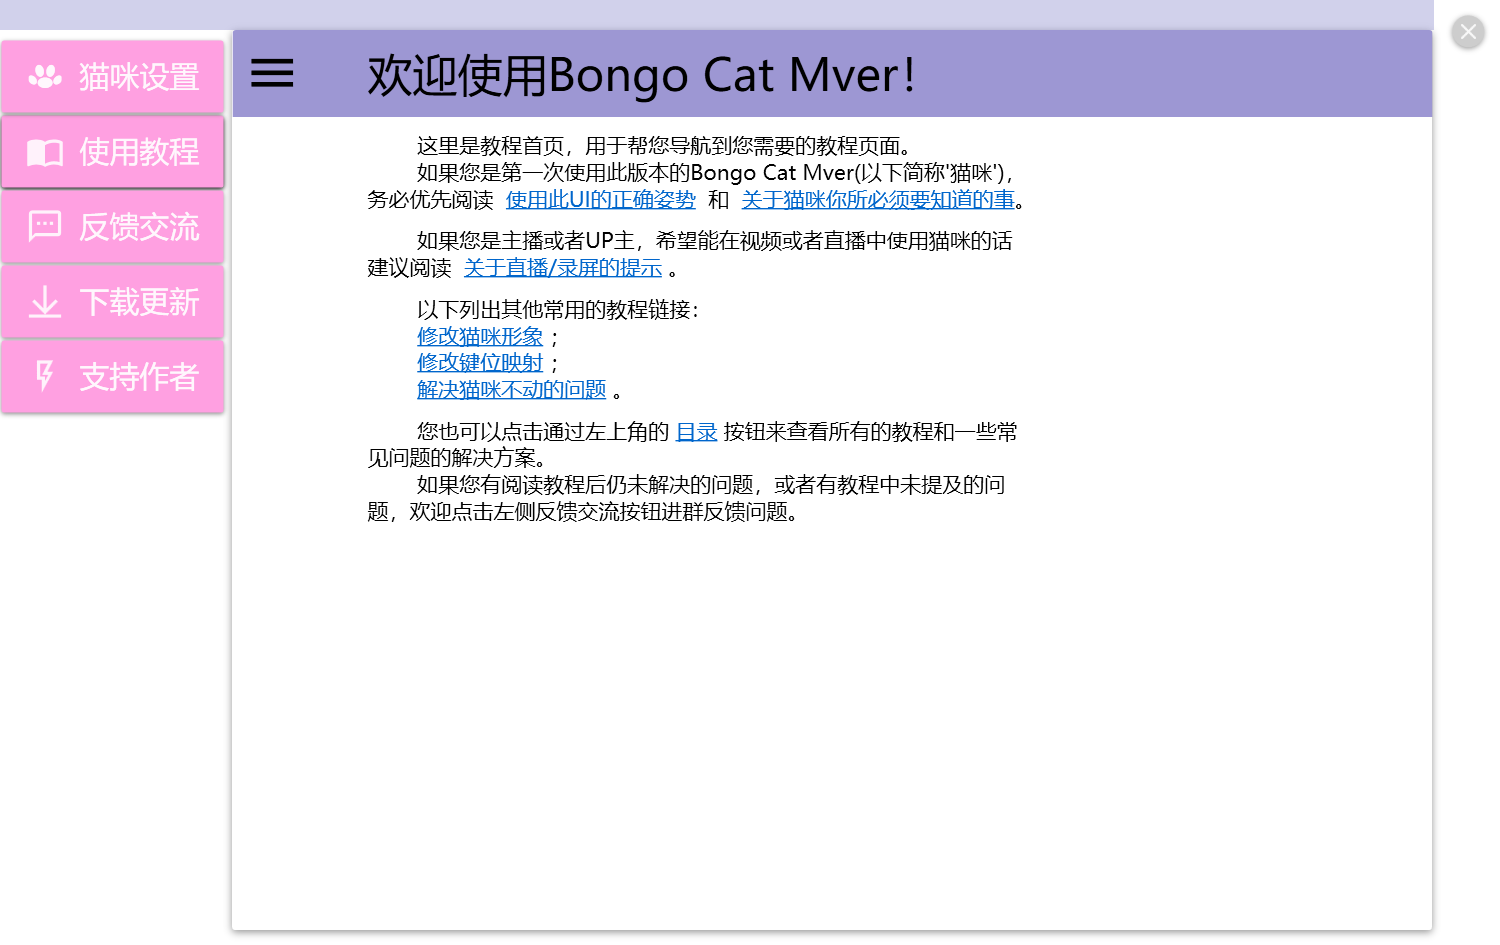 猫咪设置
使用教程
反馈交流
下载更新
支持作者
欢迎使用Bongo Cat Mver！
这里是教程首页，用于帮您导航到您需要的教程页面。
如果您是第一次使用此版本的Bongo Cat Mver(以下简称'猫咪')，
务必优先阅读 使用此UI的正确姿势 和 关于猫咪你所必须要知道的事。
如果您是主播或者UP主，希望能在视频或者直播中使用猫咪的话
建议阅读 关于直播/录屏的提示 。
以下列出其他常用的教程链接：
修改猫咪形象 ；
修改键位映射 ；
解决猫咪不动的问题 。
您也可以点击通过左上角的 目录 按钮来查看所有的教程和一些常
见问题的解决方案。
如果您有阅读教程后仍未解决的问题，或者有教程中未提及的问
题，欢迎点击左侧反馈交流按钮进群反馈问题。